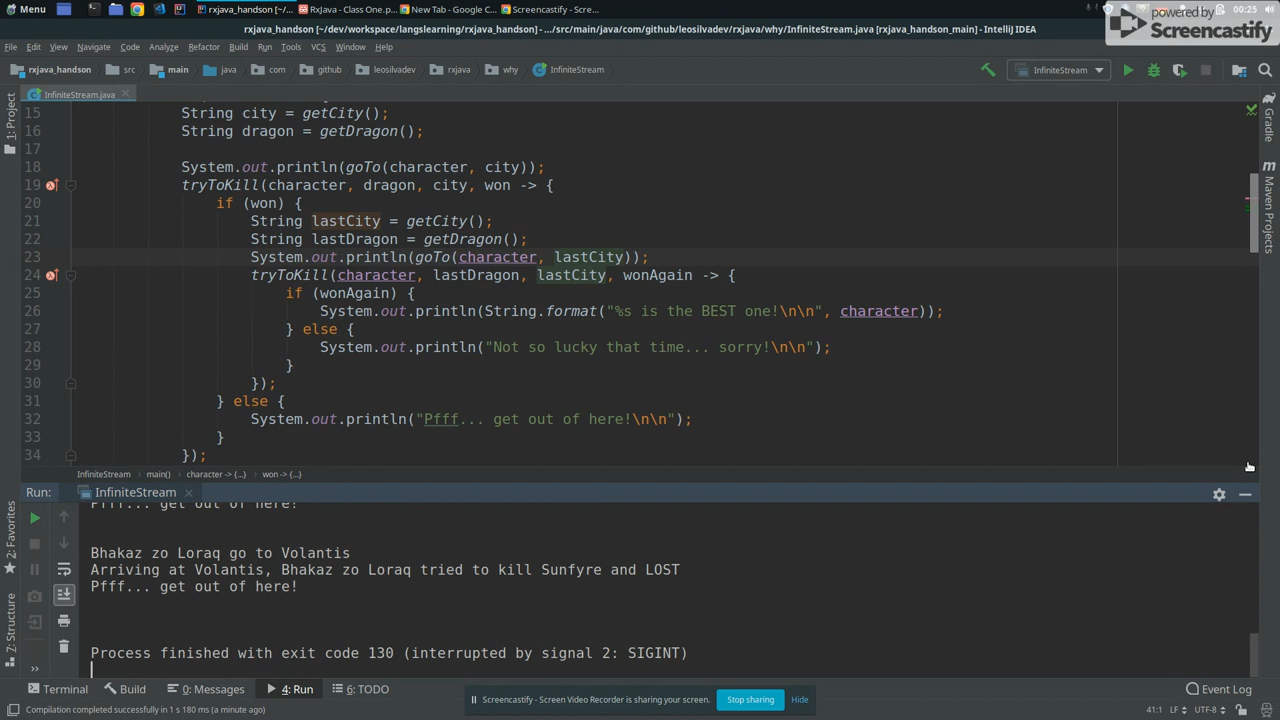 Menu
rxjava_handson [~/...
RxJava - Class One.p...
New Tab - Google C...
Screencastify - Scre...
00:25
powered by
Screencastify
rxjava_handson [~/dev/workspace/langslearning/rxjava_handson] - .../src/main/java/com/github/leosilvadev/rxjava/why/InfiniteStream.java [rxjava_handson_main] - IntelliJ IDEA
File Edit View Navigate Code Analyze Refactor Build Run Tools VCS Window Help
rxjava_handson src main java com github leosilvadev rxjava why InfiniteStream
InfiniteStream
InfiniteStream.java
1: Project
Gradle
Maven Projects
15 String city = getCity();
16 String dragon = getDragon();
17
18 System.out.println(goTo(character, city));
19 tryToKill(character, dragon, city, won -> {
20 if (won) {
21 String lastCity = getCity();
22 String lastDragon = getDragon();
23 System.out.println(goTo(character, lastCity));
24 tryToKill(character, lastDragon, lastCity, wonAgain -> {
25 if (wonAgain) {
26 System.out.println(String.format("%s is the BEST one!\n\n", character));
27 } else {
28 System.out.println("Not so lucky that time... sorry!\n\n");
29 }
30 });
31 } else {
32 System.out.println("Pfff... get out of here!\n\n");
33 }
34 });
InfiniteStream main() character -> {...} won -> {...}
Run: InfiniteStream
Pfff... get out of here!
Bhakaz zo Loraq go to Volantis
Arriving at Volantis, Bhakaz zo Loraq tried to kill Sunfyre and LOST
Pfff... get out of here!
Process finished with exit code 130 (interrupted by signal 2: SIGINT)
2: Favorites
7: Structure
Terminal Build 0: Messages 4: Run 6: TODO
Screencastify - Screen Video Recorder is sharing your screen. Stop sharing Hide
Event Log
Compilation completed successfully in 1 s 180 ms (a minute ago)
41:1 LF UTF-8